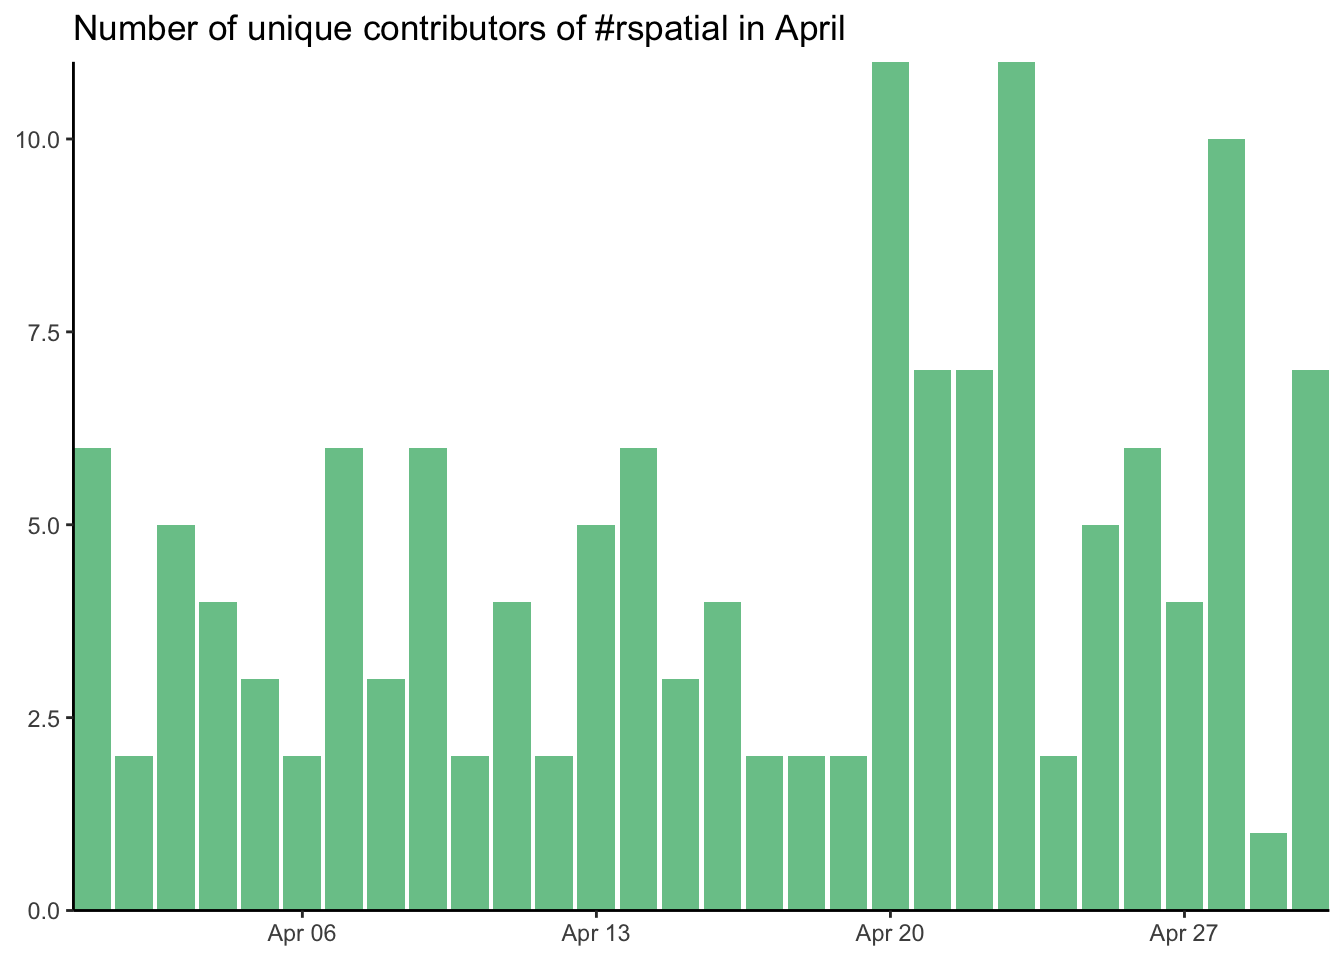 Number of unique contributors of #rspatial in April
10.0
7.5
5.0
2.5
0.0
Apr 06
Apr 13
Apr 20
Apr 27